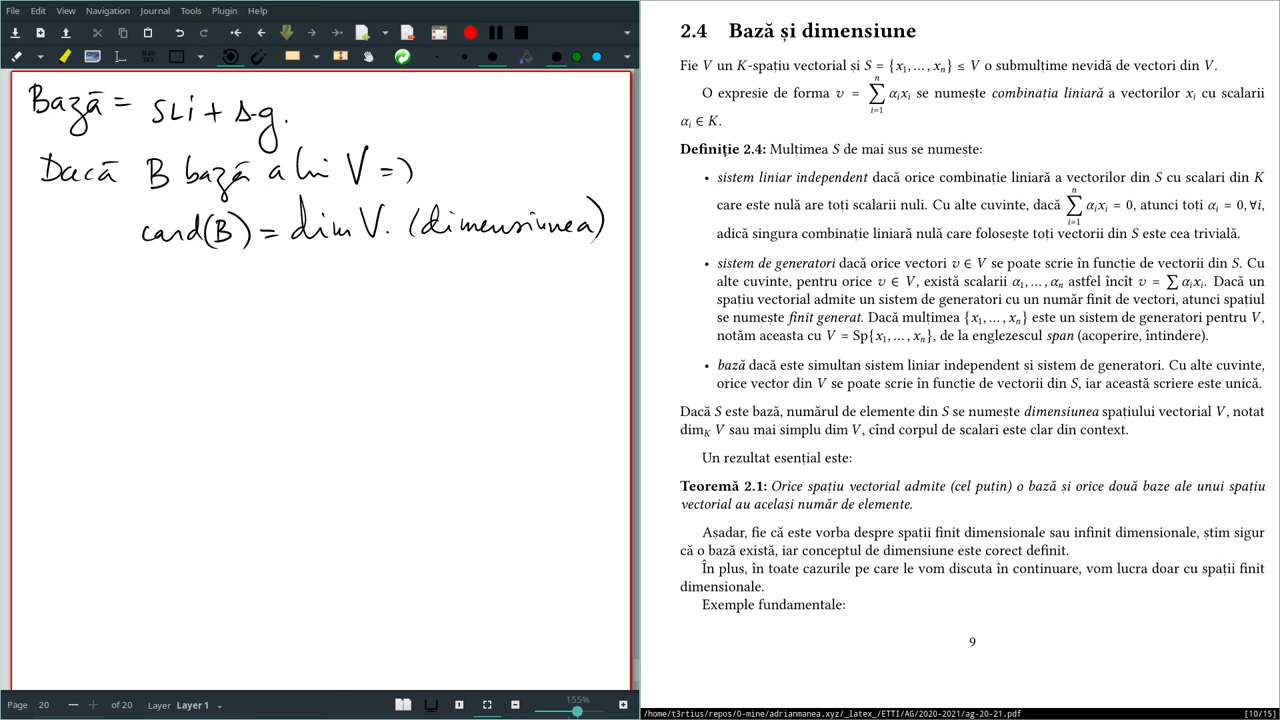 File Edit View Journal Tools Plugin Help
Bază = SLi + s.g.
Dacă B bază a lui V =>
card(B) = dim V. (dimensiunea)
Page 20 of 20 Layer Layer 1 155%
2.4 Bază și dimensiune
Fie V un K-spațiu vectorial și S = {x₁, … , xₙ} ≤ V o submulțime nevidă de vectori din V.
O expresie de forma v = ∑ᵢ₌₁ⁿ αᵢxᵢ se numește combinația liniară a vectorilor xᵢ cu scalarii
αᵢ ∈ K.
Definiție 2.4: Mulțimea S de mai sus se numește:
• sistem liniar independent dacă orice combinație liniară a vectorilor din S cu scalari din K
care este nulă are toți scalarii nuli. Cu alte cuvinte, dacă ∑ᵢ₌₁ⁿ αᵢxᵢ = 0, atunci toți αᵢ = 0, ∀i,
adică singura combinație liniară nulă care folosește toți vectorii din S este cea trivială.
• sistem de generatori dacă orice vectori v ∈ V se poate scrie în funcție de vectorii din S. Cu
alte cuvinte, pentru orice v ∈ V, există scalarii α₁, … , αₙ astfel încît v = ∑ αᵢxᵢ. Dacă un
spațiu vectorial admite un sistem de generatori cu un număr finit de vectori, atunci spațiul
se numește finit generat. Dacă mulțimea {x₁, … , xₙ} este un sistem de generatori pentru V,
notăm aceasta cu V = Sp{x₁, … , xₙ}, de la englezescul span (acoperire, întindere).
• bază dacă este simultan sistem liniar independent și sistem de generatori. Cu alte cuvinte,
orice vector din V se poate scrie în funcție de vectorii din S, iar această scriere este unică.
Dacă S este bază, numărul de elemente din S se numește dimensiunea spațiului vectorial V, notat
dim_K V sau mai simplu dim V, cînd corpul de scalari este clar din context.
Un rezultat esențial este:
Teoremă 2.1: Orice spațiu vectorial admite (cel puțin) o bază și orice două baze ale unui spațiu
vectorial au același număr de elemente.
Așadar, fie că este vorba despre spații finit dimensionale sau infinit dimensionale, știm sigur
că o bază există, iar conceptul de dimensiune este corect definit.
În plus, în toate cazurile pe care le vom discuta în continuare, vom lucra doar cu spații finit
dimensionale.
Exemple fundamentale:
9
/home/t3rtius/repos/0-mine/adrianmanea.xyz/_latex_/ETTI/AG/2020-2021/ag-20-21.pdf [10/15]